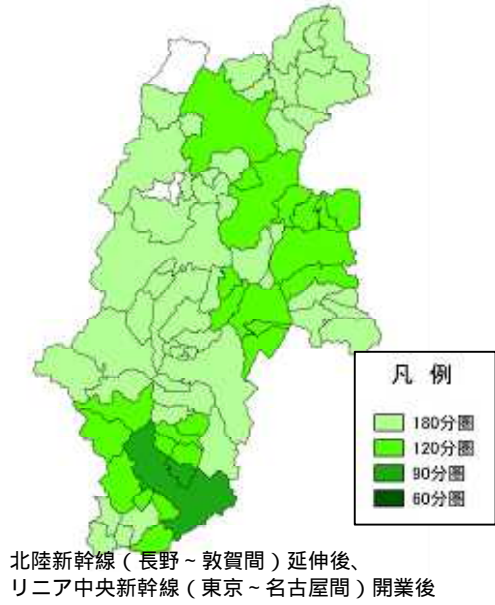 凡 例
180分圏
120分圏
90分圏
60分圏
北陸新幹線（長野～敦賀間）延伸後、
リニア中央新幹線（東京～名古屋間）開業後